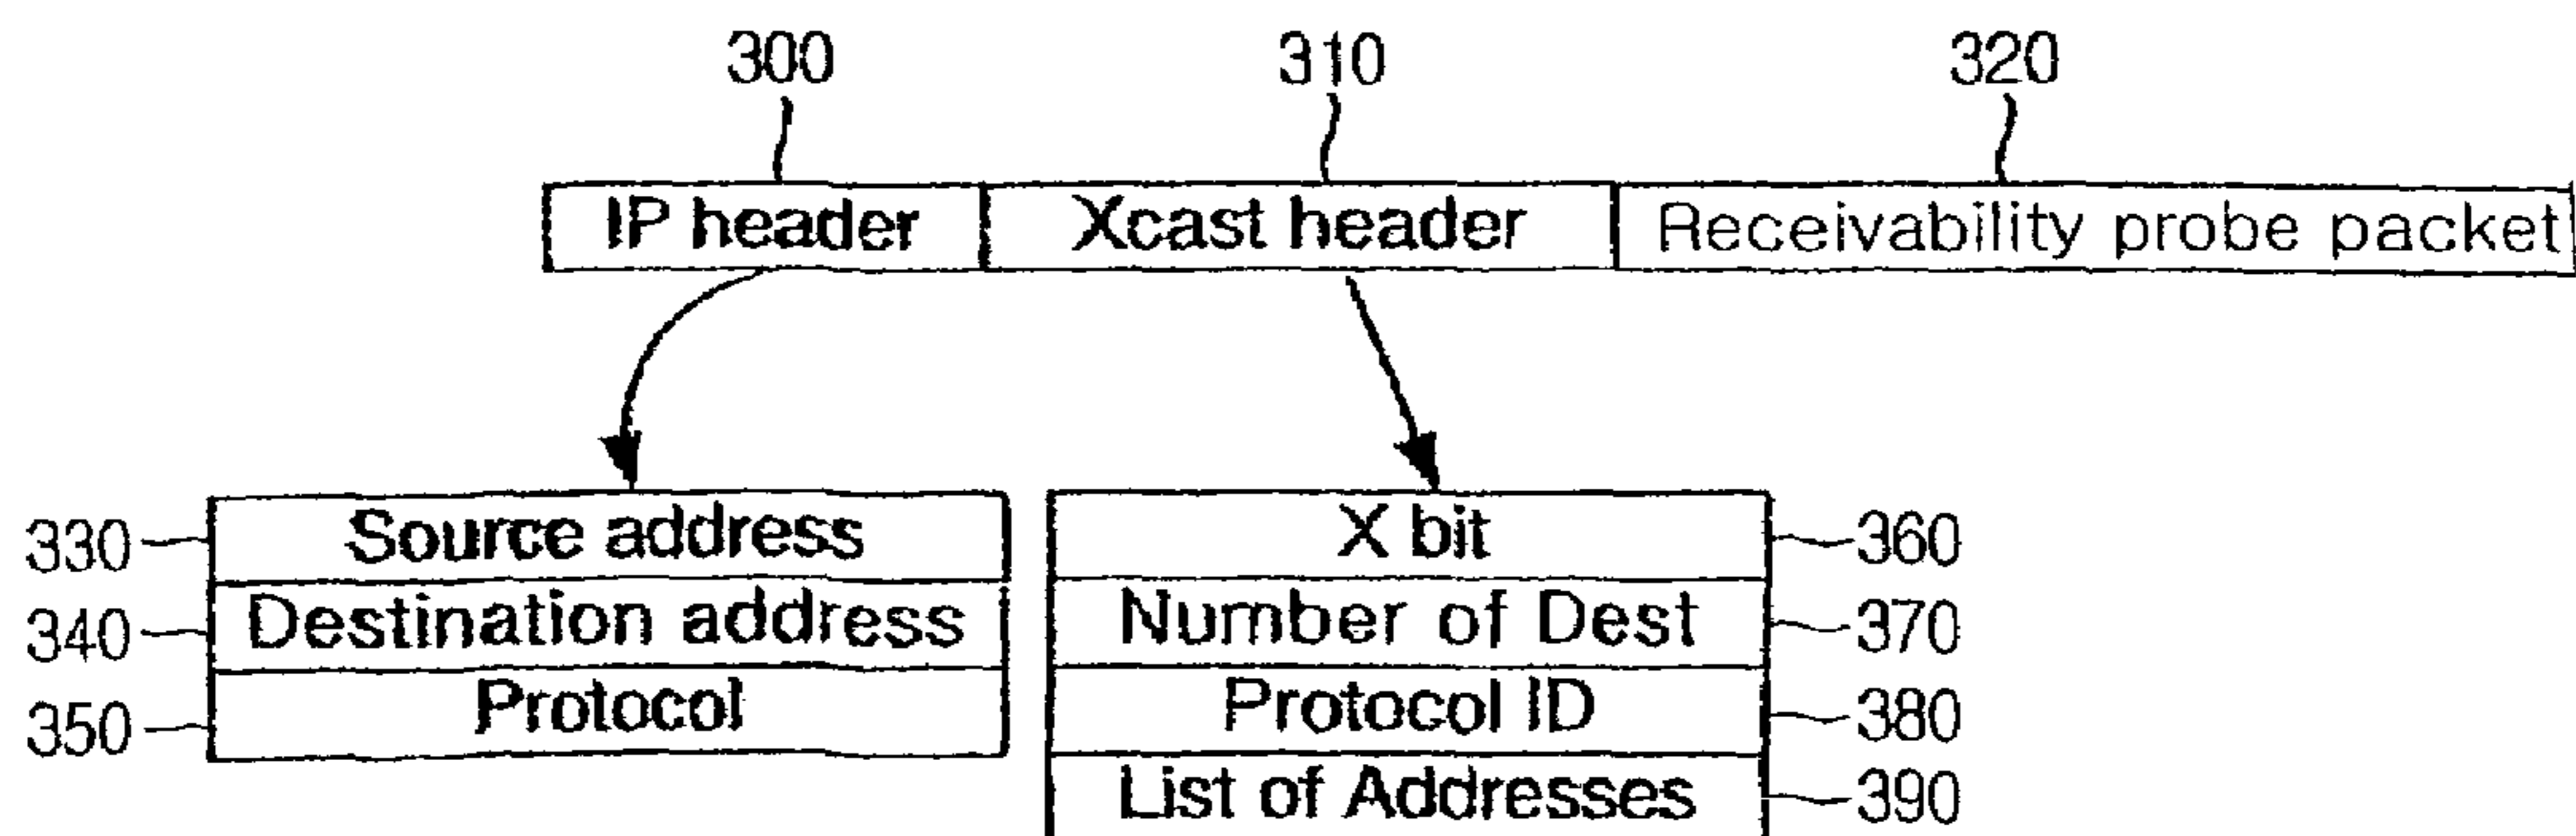 300 310 320
IP header Xcast header Receivability probe packet
330 Source address X bit 360
340 Destination address Number of Dest 370
350 Protocol Protocol ID 380
List of Addresses 390